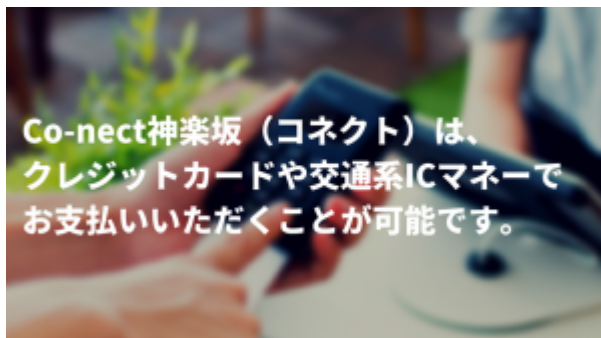 Co-nect神楽坂（コネクト）は、
クレジットカードや交通系ICマネーで
お支払いいただくことが可能です。